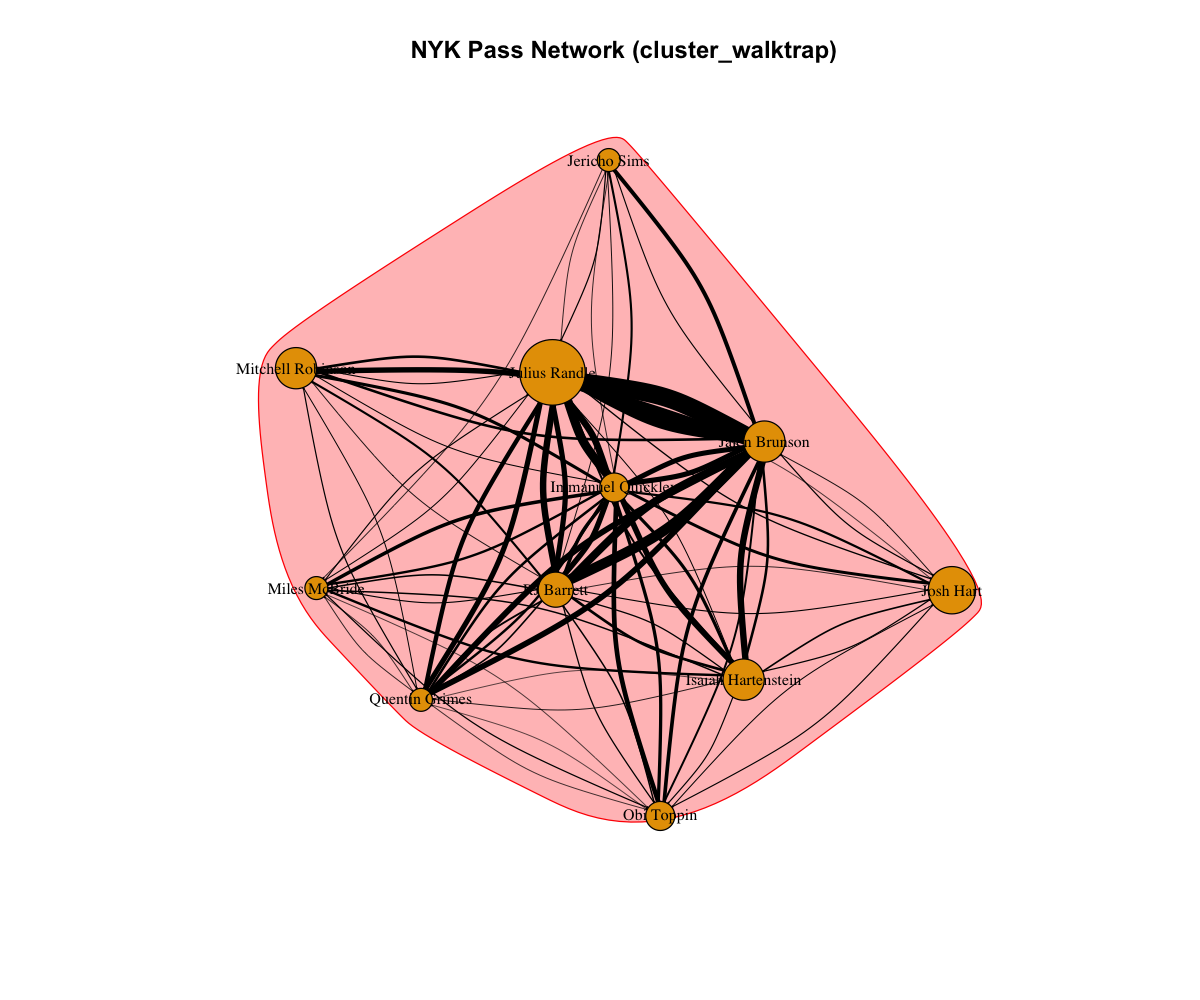 NYK Pass Network (cluster_walktrap)
Jericho Sims
Mitchell Robinson
Julius Randle
Jalen Brunson
Immanuel Quickley
Miles McBride
RJ Barrett
Josh Hart
Isaiah Hartenstein
Quentin Grimes
Obi Toppin